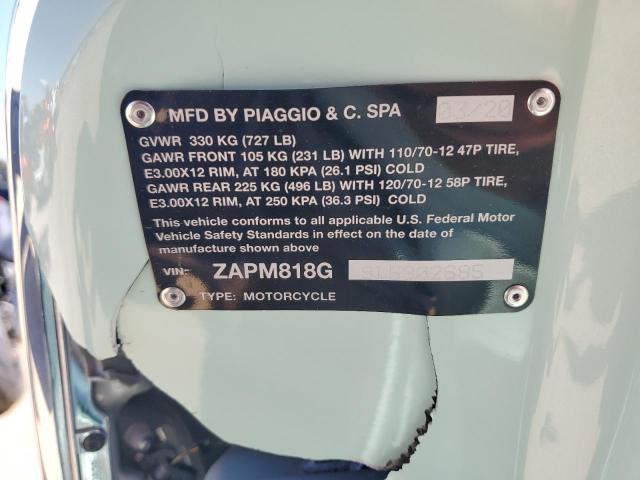 MFD BY PIAGGIO & C. SPA 03/20
GVWR 330 KG (727 LB)
GAWR FRONT 105 KG (231 LB) WITH 110/70-12 47P TIRE,
E3.00X12 RIM, AT 180 KPA (26.1 PSI) COLD
GAWR REAR 225 KG (496 LB) WITH 120/70-12 58P TIRE,
E3.00X12 RIM, AT 250 KPA (36.3 PSI) COLD
This vehicle conforms to all applicable U.S. Federal Motor
Vehicle Safety Standards in effect on the date of
manufacture shown above
VIN: ZAPM818G
TYPE: MOTORCYCLE